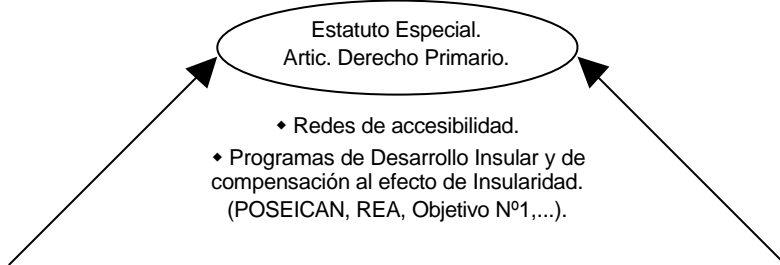 Estatuto Especial.
Artic. Derecho Primario.
◆ Redes de accesibilidad.
◆ Programas de Desarrollo Insular y de
compensación al efecto de Insularidad.
(POSEICAN, REA, Objetivo Nº1,...).